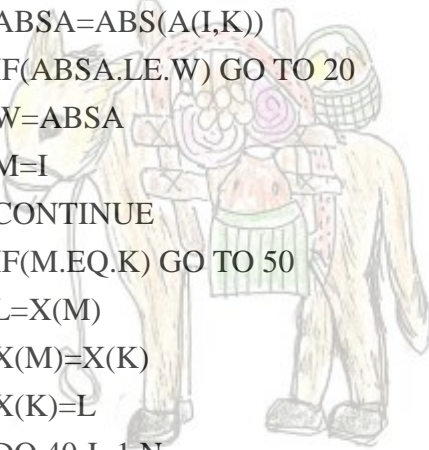 ABSA=ABS(A(I,K))
IF(ABSA.LE.W) GO TO 20
W=ABSA
M=I
CONTINUE
IF(M.EQ.K) GO TO 50
L=X(M)
X(M)=X(K)
X(K)=L
DO 40 J=1,N